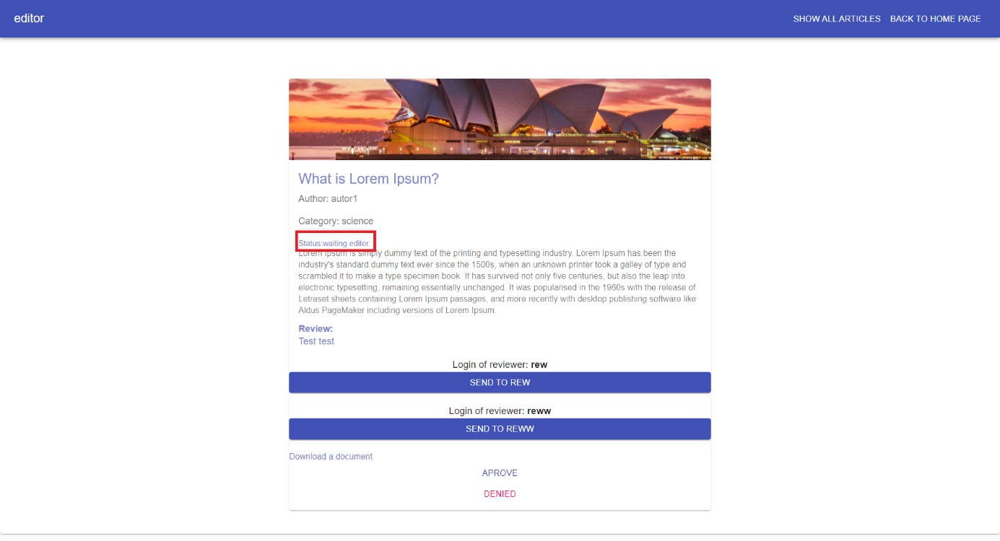 editor
SHOW ALL ARTICLES
BACK TO HOME PAGE
What is Lorem Ipsum?
Author: autor1
Category: science
Status:waiting editor
Lorem Ipsum is simply dummy text of the printing and typesetting industry. Lorem Ipsum has been the
industry's standard dummy text ever since the 1500s, when an unknown printer took a galley of type and
scrambled it to make a type specimen book. It has survived not only five centuries, but also the leap into
electronic typesetting, remaining essentially unchanged. It was popularised in the 1960s with the release of
Letraset sheets containing Lorem Ipsum passages, and more recently with desktop publishing software like
Aldus PageMaker including versions of Lorem Ipsum.
Review:
Test test
Login of reviewer: rew
SEND TO REW
Login of reviewer: reww
SEND TO REWW
Download a document
APROVE
DENIED